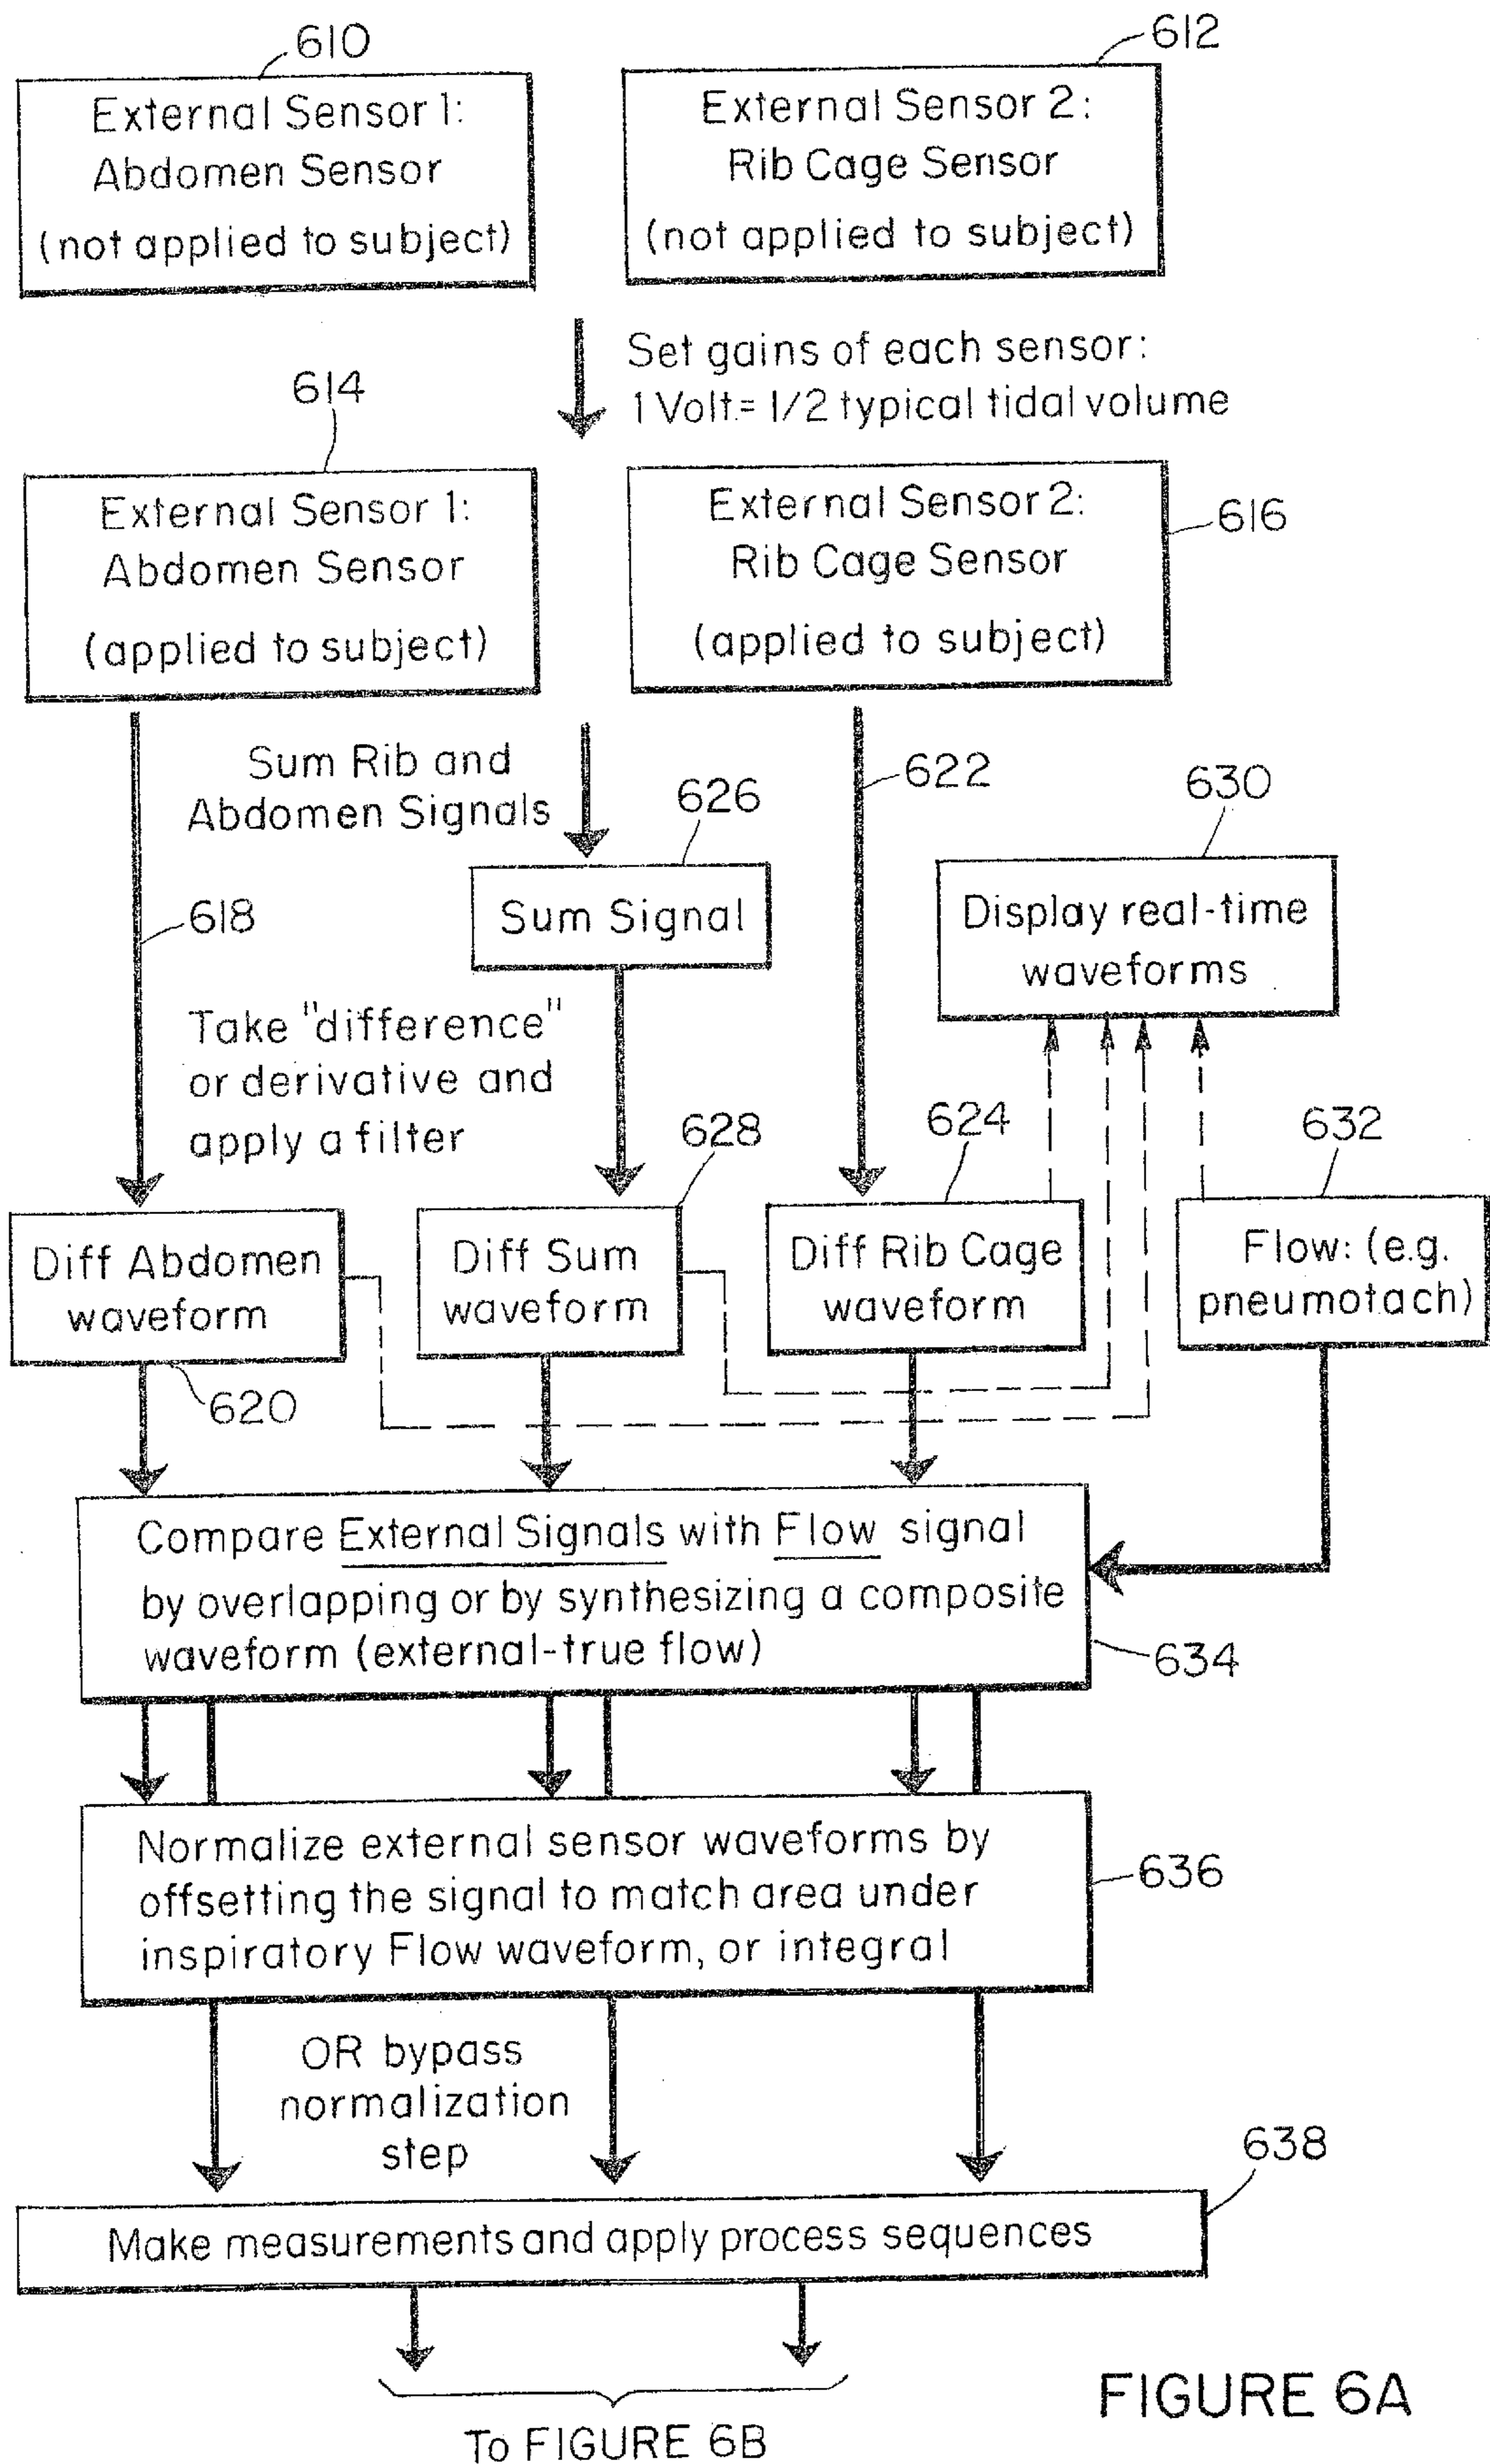 610
External Sensor 1:
Abdomen Sensor
(not applied to subject)
612
External Sensor 2:
Rib Cage Sensor
(not applied to subject)
Set gains of each sensor:
1 Volt = 1/2 typical tidal volume
614
External Sensor 1:
Abdomen Sensor
(applied to subject)
External Sensor 2:
Rib Cage Sensor
(applied to subject)
616
Sum Rib and
Abdomen Signals
618
626
Sum Signal
622
630
Display real-time
waveforms
Take "difference"
or derivative and
apply a filter
Diff Abdomen
waveform
620
628
Diff Sum
waveform
624
Diff Rib Cage
waveform
632
Flow: (e.g.
pneumotach)
Compare External Signals with Flow signal
by overlapping or by synthesizing a composite
waveform (external-true flow)
634
Normalize external sensor waveforms by
offsetting the signal to match area under
inspiratory Flow waveform, or integral
636
OR bypass
normalization
step
638
Make measurements and apply process sequences
To FIGURE 6B
FIGURE 6A